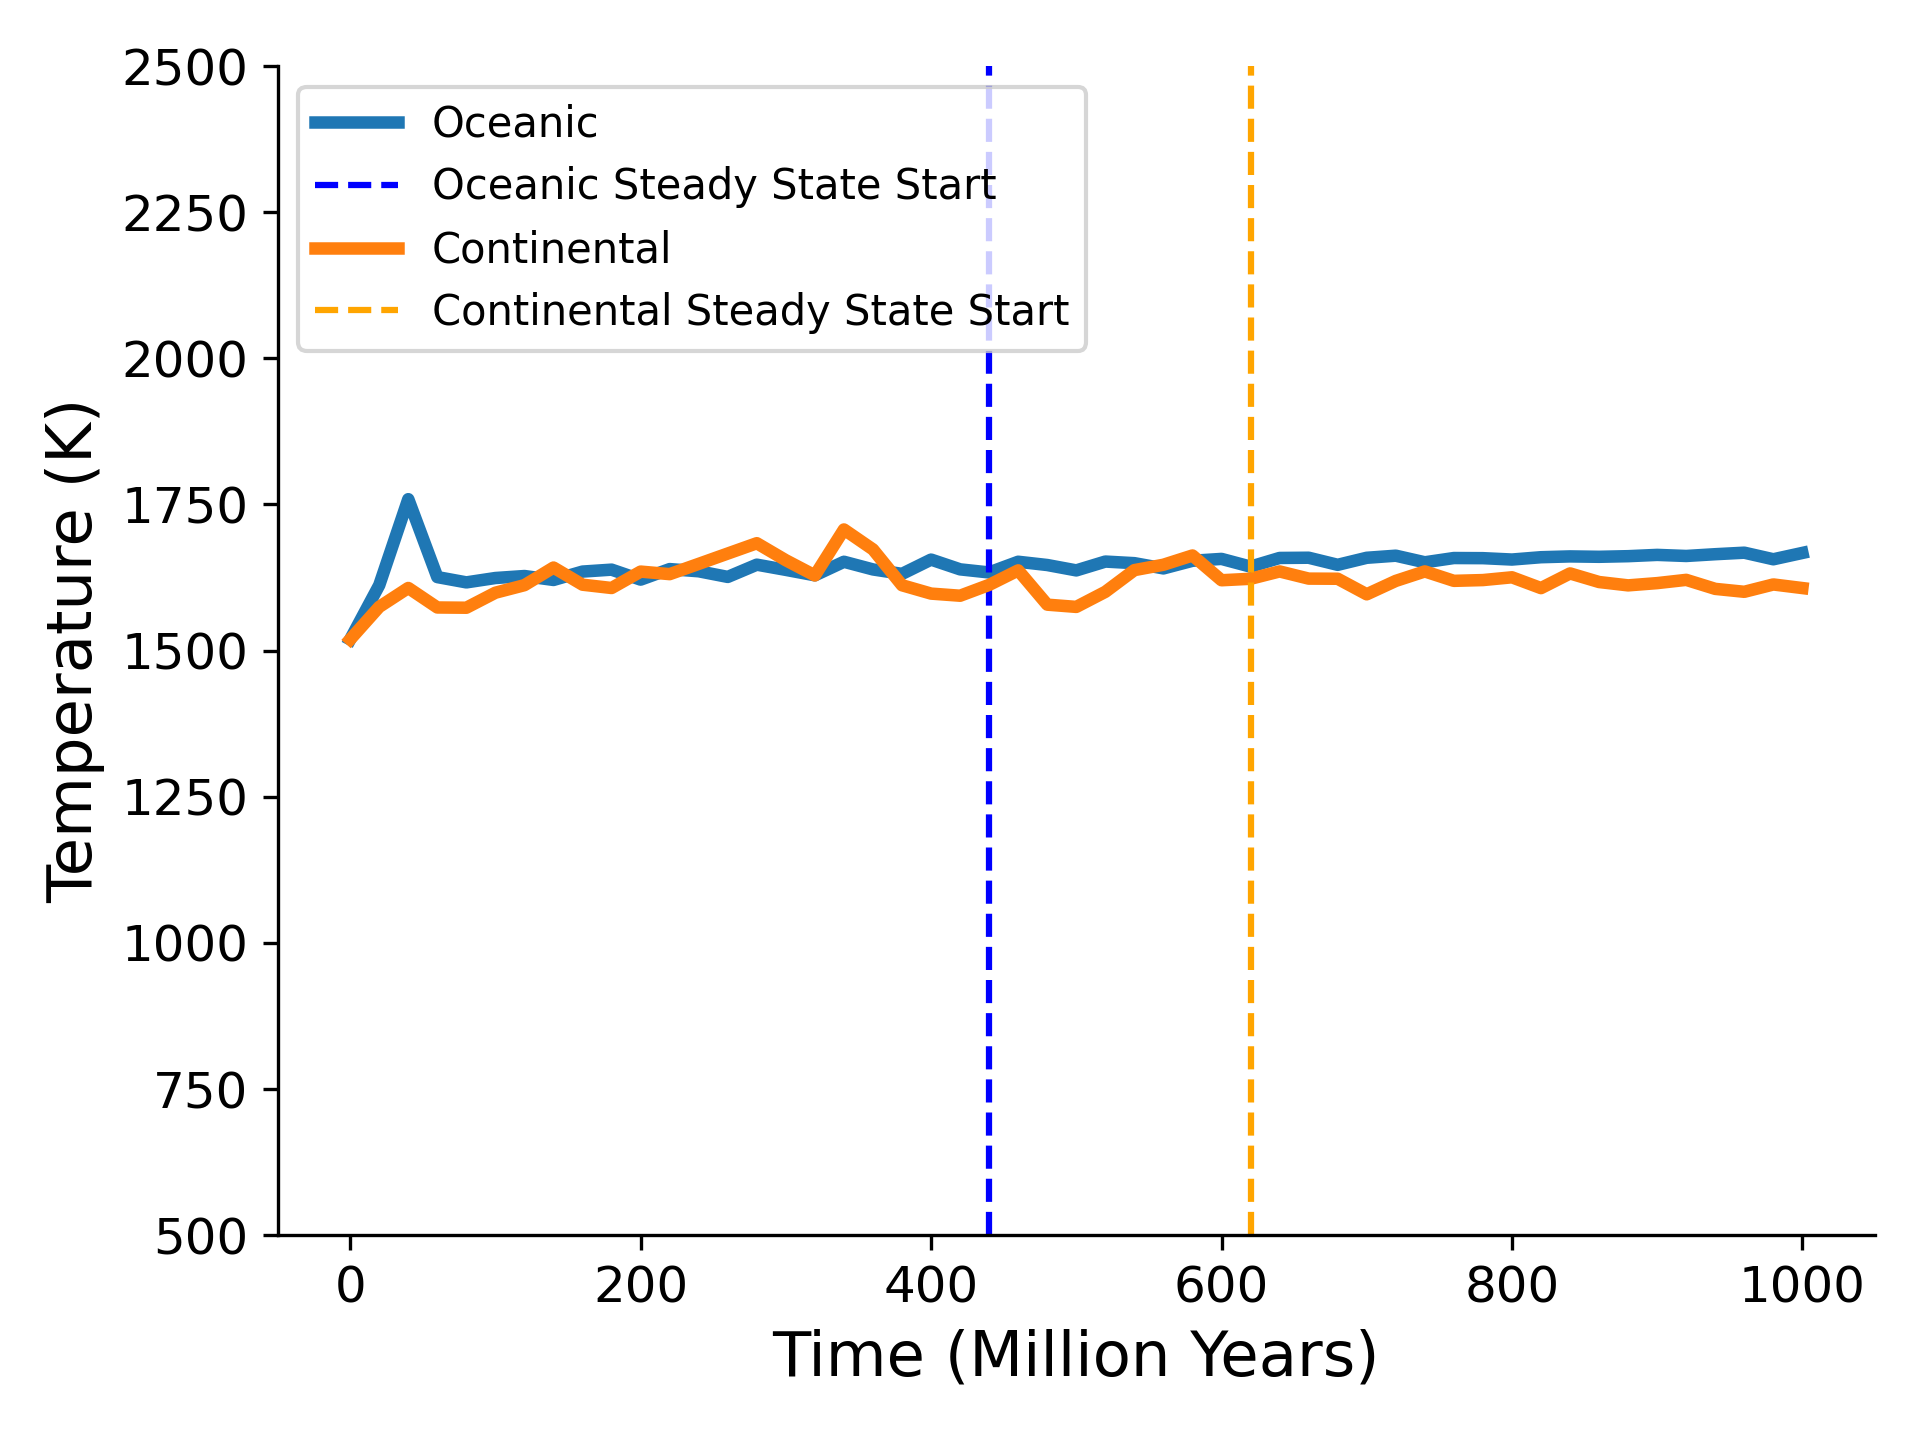 2500
2250
2000
1750
1500
1250
1000
750
500
Temperature (K)
Oceanic
Oceanic Steady State Start
Continental
Continental Steady State Start
0 200 400 600 800 1000
Time (Million Years)